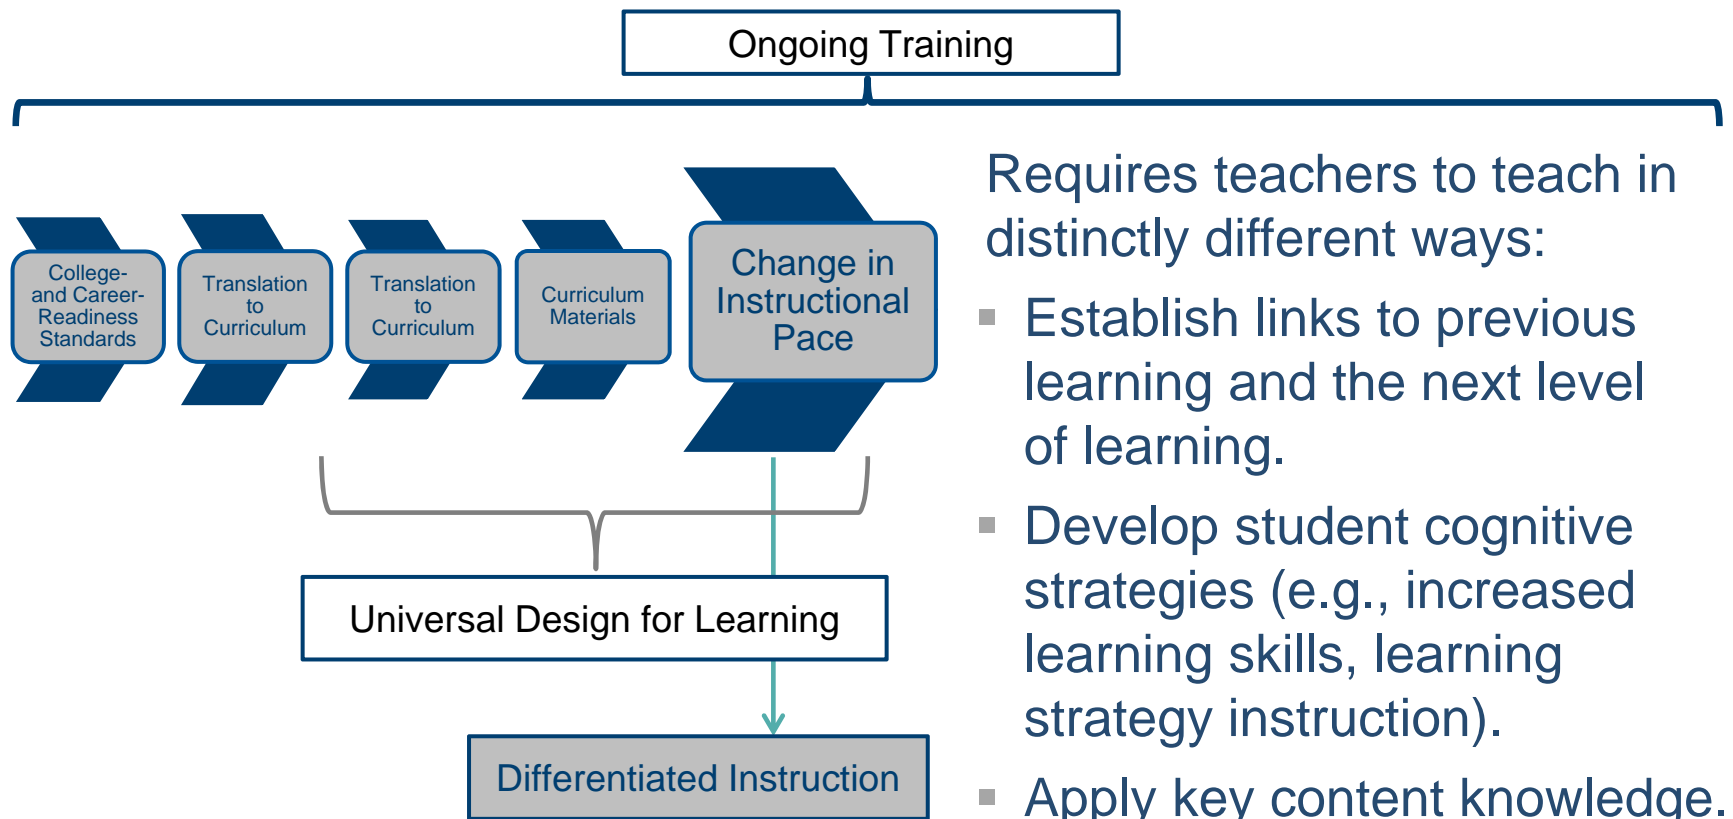 Ongoing Training
College-
and Career-
Readiness
Standards
Translation
to
Curriculum
Translation
to
Curriculum
Curriculum
Materials
Change in
Instructional
Pace
Universal Design for Learning
Differentiated Instruction
Requires teachers to teach in
distinctly different ways:
▪ Establish links to previous
learning and the next level
of learning.
▪ Develop student cognitive
strategies (e.g., increased
learning skills, learning
strategy instruction).
▪ Apply key content knowledge.